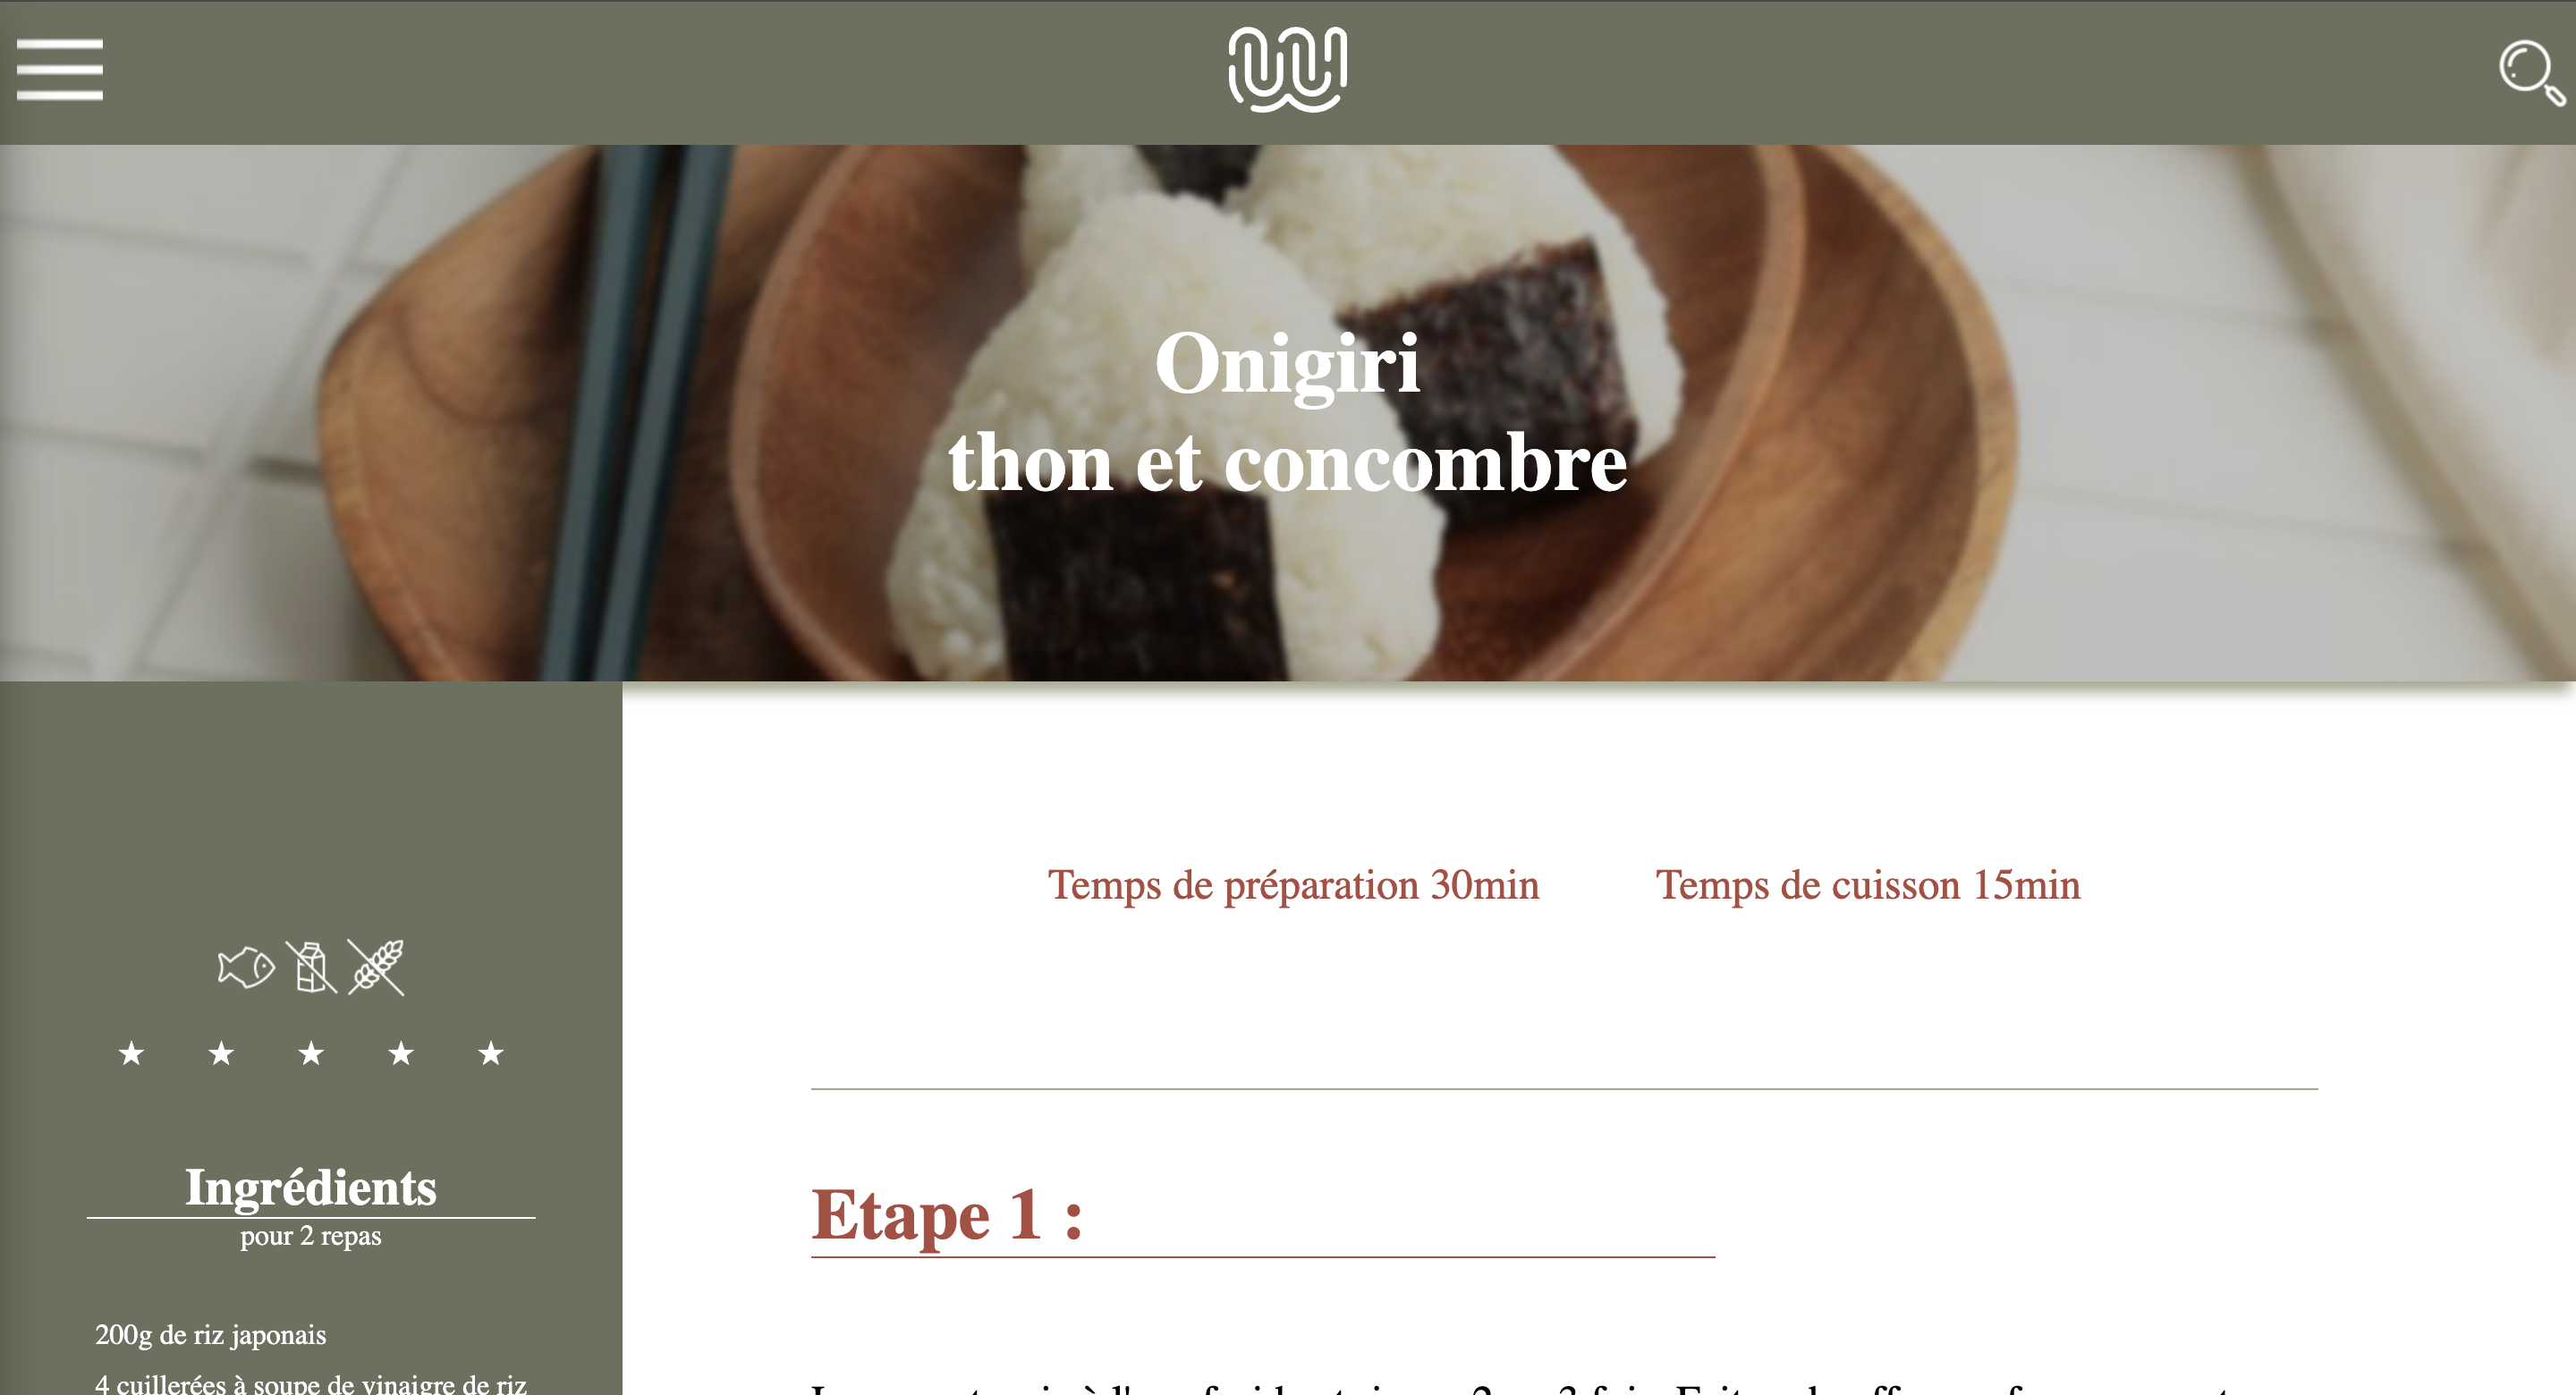 Onigiri
thon et concombre
Temps de préparation 30min
Temps de cuisson 15min
★ ★ ★ ★ ★
Ingrédients
pour 2 repas
Etape 1 :
200g de riz japonais
4 cuillerées à soupe de vinaigre de riz